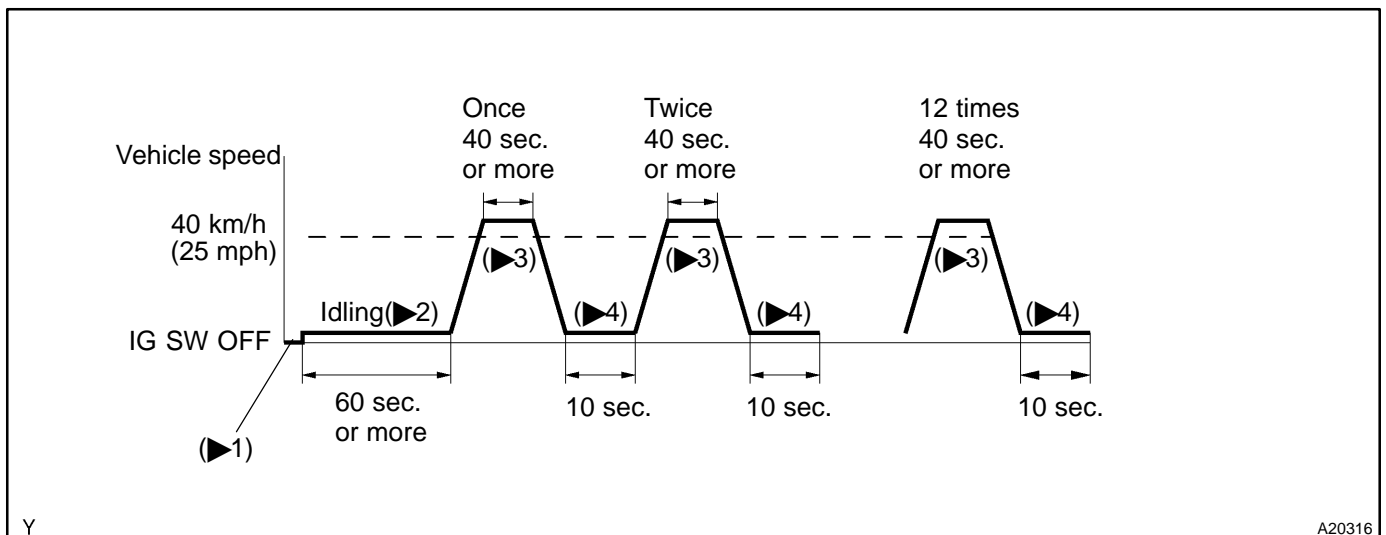 Once
40 sec.
or more
Twice
40 sec.
or more
12 times
40 sec.
or more
Vehicle speed
40 km/h
(25 mph)
(▶3)
(▶3)
(▶3)
Idling(▶2)
(▶4)
(▶4)
(▶4)
IG SW OFF
60 sec.
or more
10 sec.
10 sec.
10 sec.
(▶1)
Y
A20316